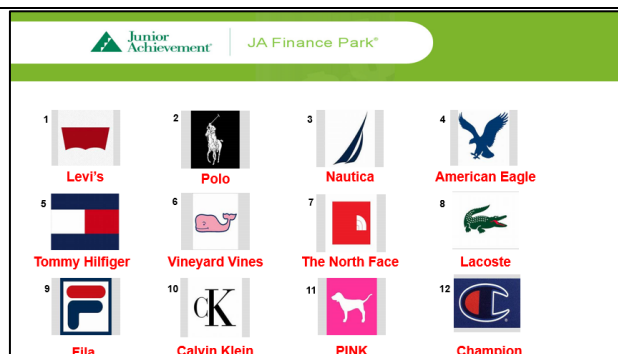 Junior
Achievement®
JA Finance Park®
1 2 3 4
Levi's Polo Nautica American Eagle
5 6 7 8
Tommy Hilfiger Vineyard Vines The North Face Lacoste
9 10 11 12
F cK C
Fila Calvin Klein PINK Champion